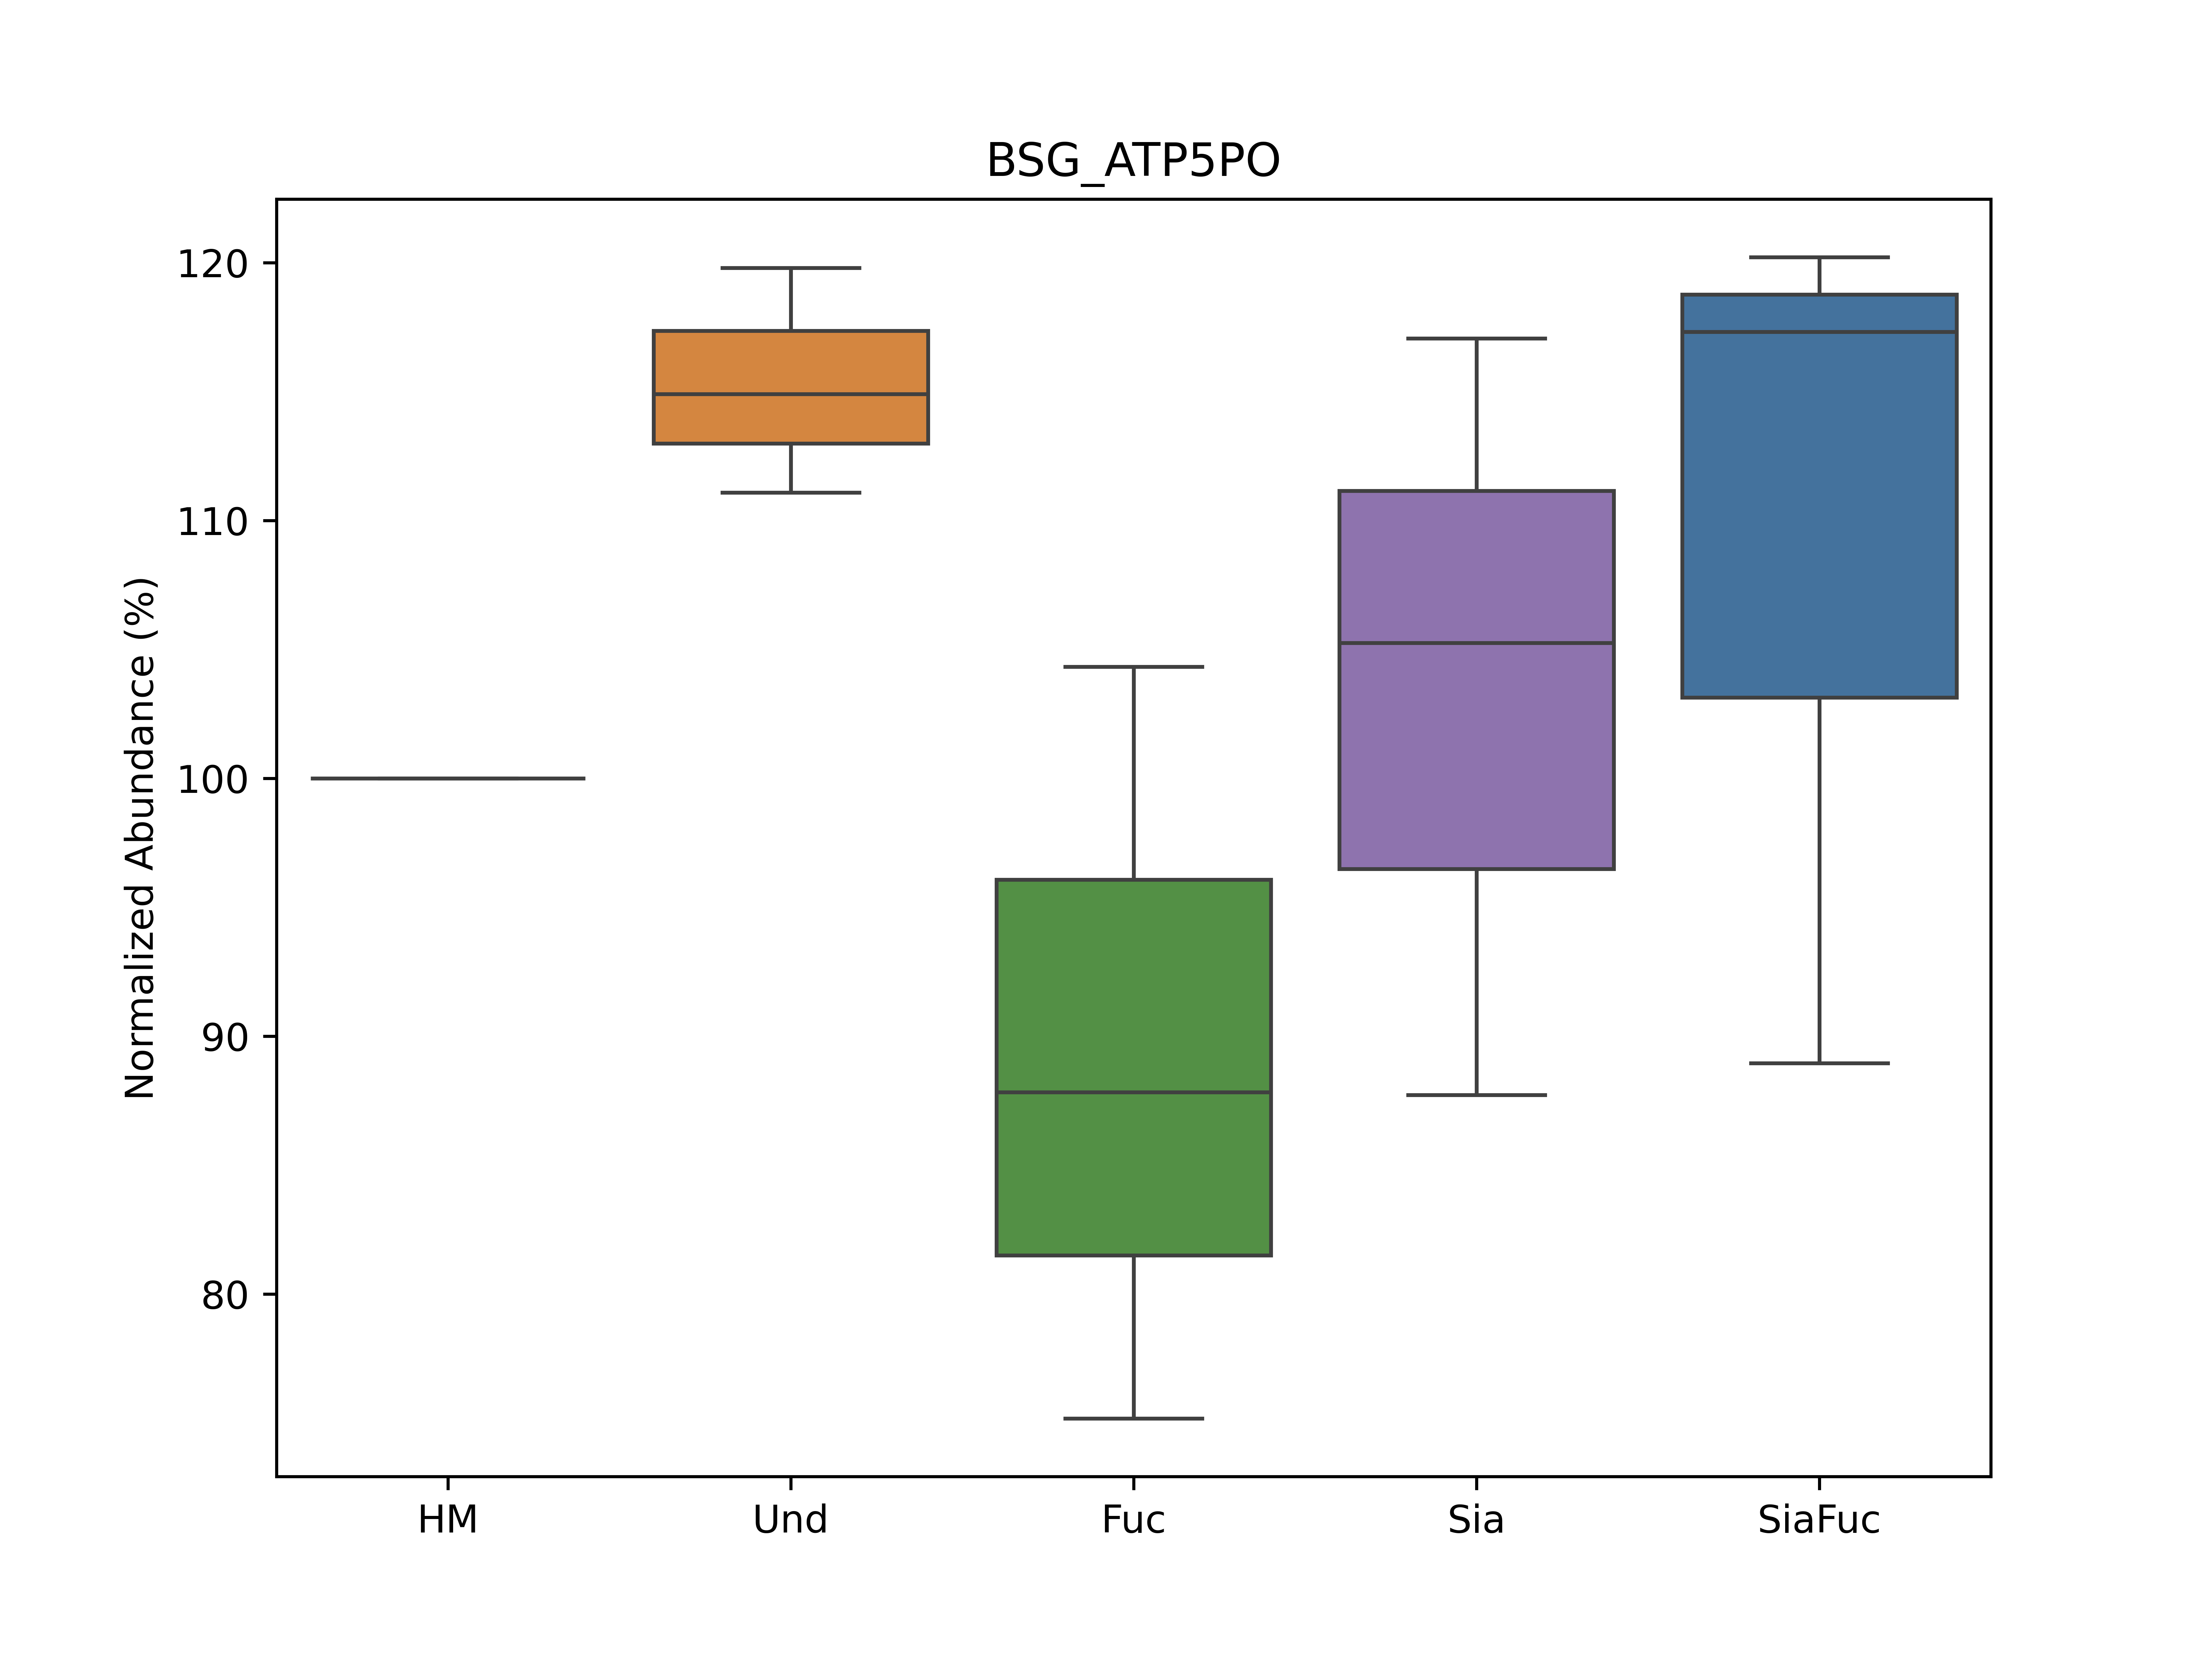 BSG_ATP5PO
Normalized Abundance (%)
120
110
100
90
80
HM Und Fuc Sia SiaFuc